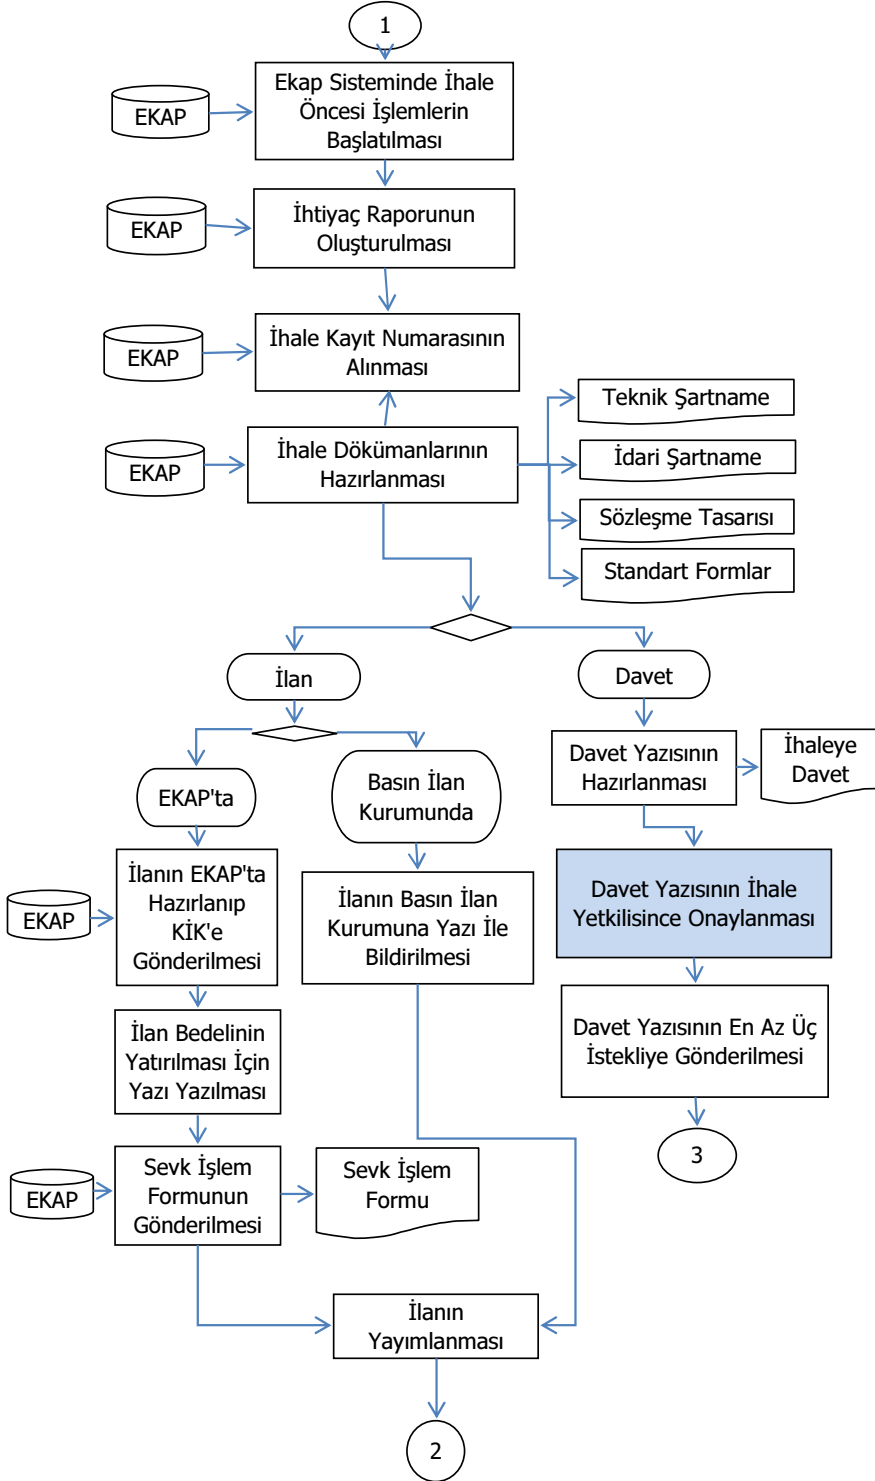 1
Ekap Sisteminde İhale
Öncesi İşlemlerin
Başlatılması
EKAP
İhtiyaç Raporunun
Oluşturulması
EKAP
İhale Kayıt Numarasının
Alınması
EKAP
Teknik Şartname
İhale Dökümanlarının
Hazırlanması
EKAP
İdari Şartname
Sözleşme Tasarısı
Standart Formlar
İlan
Davet
EKAP'ta
Basın İlan
Kurumunda
Davet Yazısının
Hazırlanması
İhaleye
Davet
İlanın EKAP'ta
Hazırlanıp
KİK'e
Gönderilmesi
EKAP
İlanın Basın İlan
Kurumuna Yazı İle
Bildirilmesi
Davet Yazısının İhale
Yetkilisince Onaylanması
İlan Bedelinin
Yatırılması İçin
Yazı Yazılması
Davet Yazısının En Az Üç
İstekliye Gönderilmesi
3
EKAP
Sevk İşlem
Formunun
Gönderilmesi
Sevk İşlem
Formu
İlanın
Yayımlanması
2